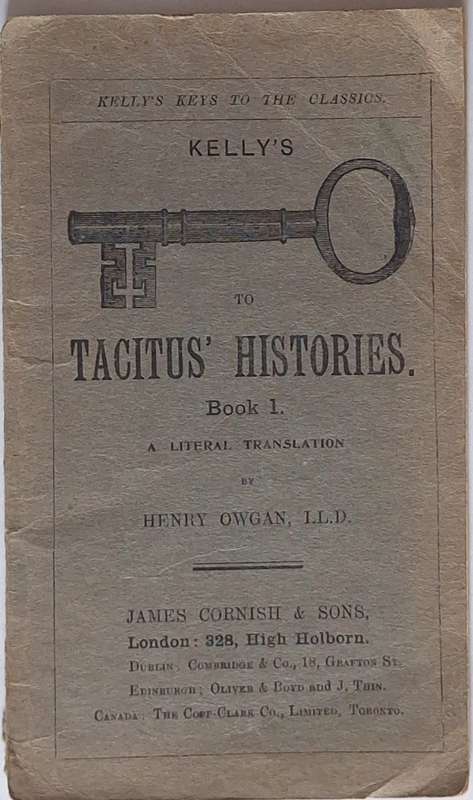 KELLY'S KEYS TO THE CLASSICS.
KELLY'S
TO
TACITUS' HISTORIES.
Book 1.
A LITERAL TRANSLATION
BY
HENRY OWGAN, LL.D.
JAMES CORNISH & SONS,
London: 328, High Holborn.
DUBLIN: COMBRIDGE & CO., 18, GRAFTON ST.
EDINBURGH; OLIVER & BOYD and J. THIN.
CANADA: THE COPP-CLARK CO., LIMITED, TORONTO.